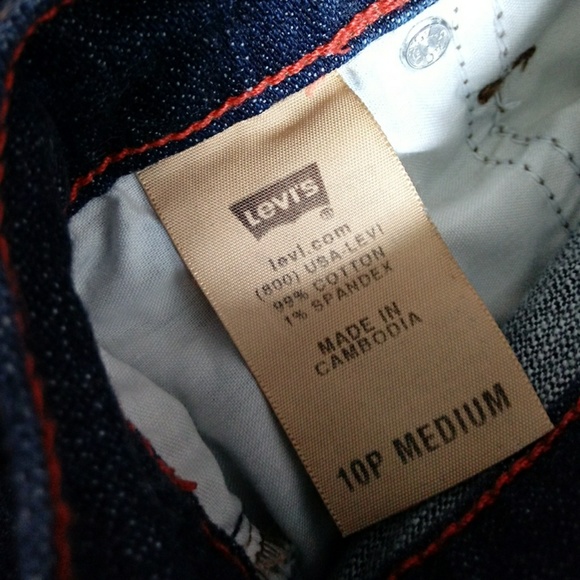 Levi's ®
levi.com
(800) USA-LEVI
99% COTTON
1% SPANDEX
MADE IN
CAMBODIA
10P MEDIUM